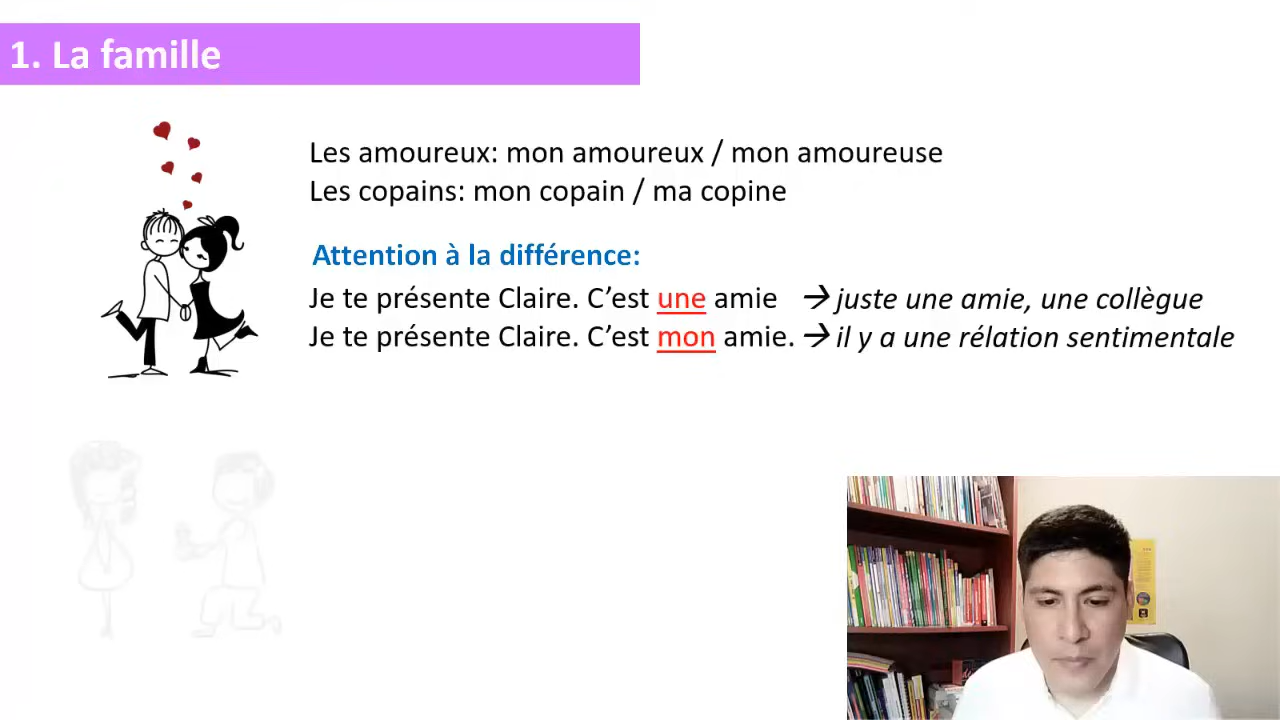 1. La famille
Les amoureux: mon amoureux / mon amoureuse
Les copains: mon copain / ma copine
Attention à la différence:
Je te présente Claire. C’est une amie → juste une amie, une collègue
Je te présente Claire. C’est mon amie. → il y a une rélation sentimentale